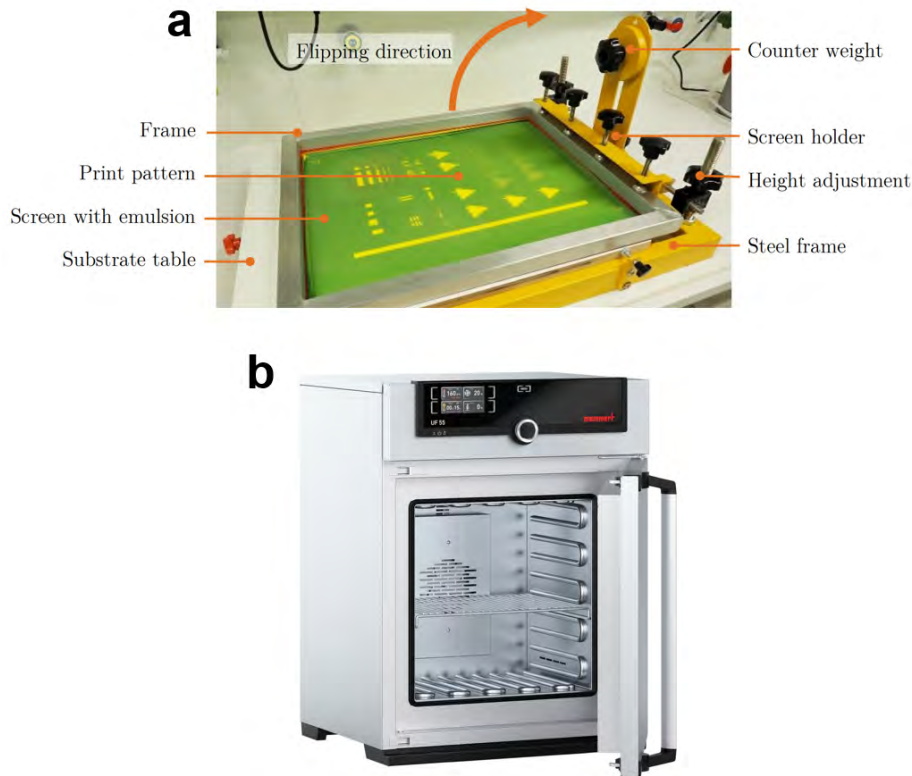 a
Flipping direction
Counter weight
Frame
Screen holder
Print pattern
Height adjustment
Screen with emulsion
Steel frame
Substrate table
b
memmert
UF 55